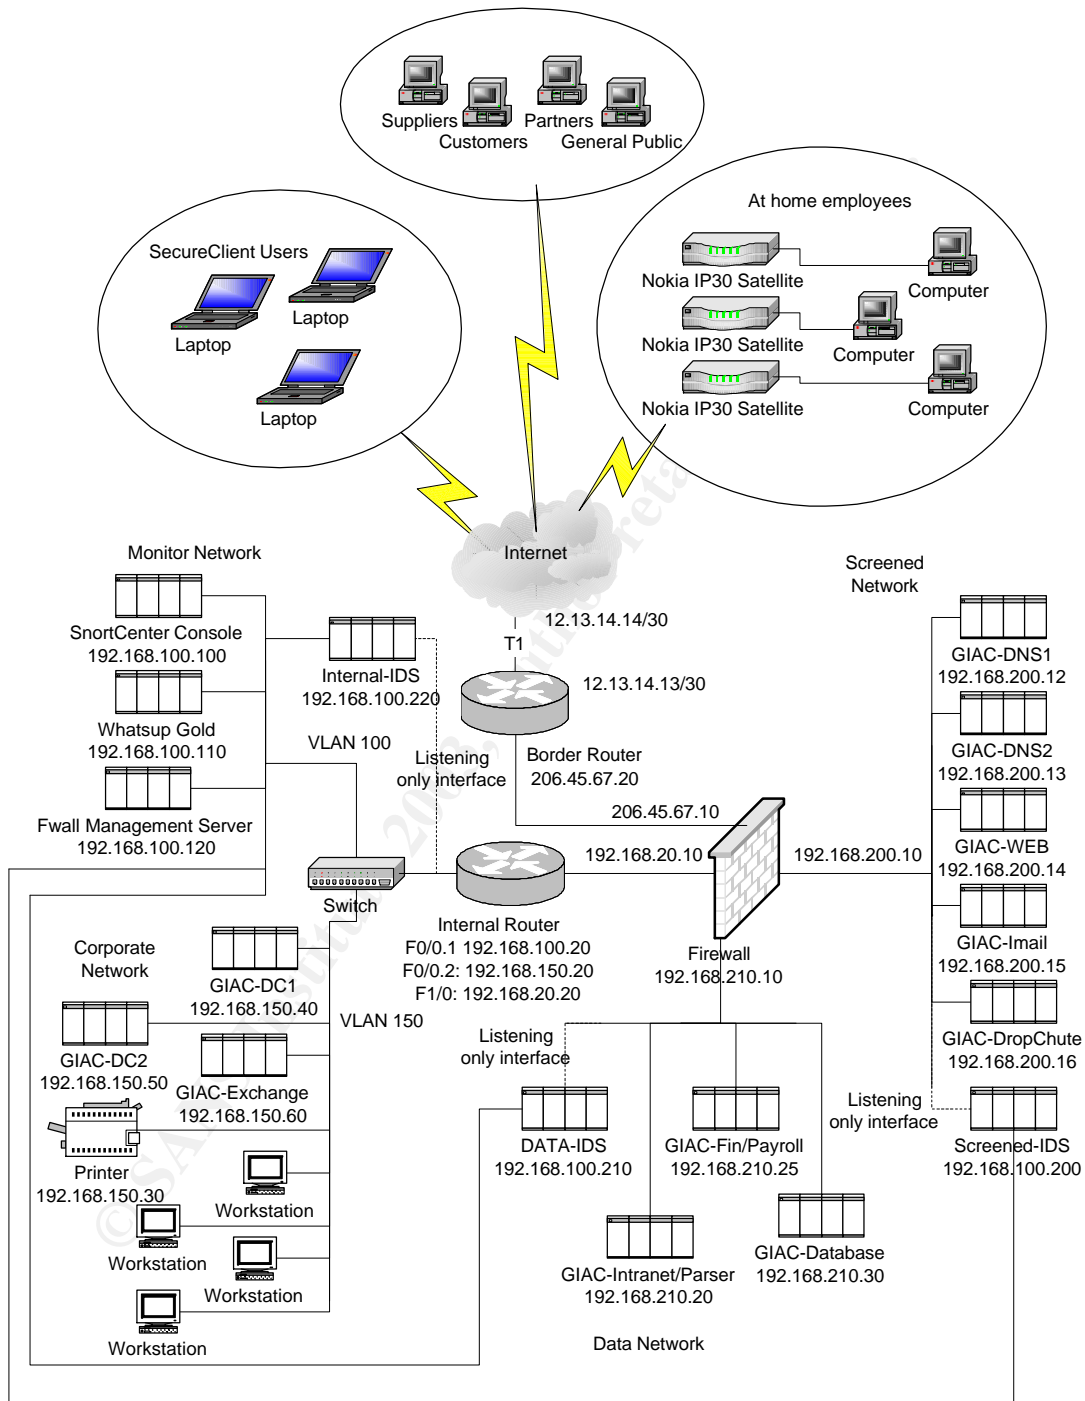 Suppliers
Customers
Partners
General Public
At home employees
Nokia IP30 Satellite
Computer
Nokia IP30 Satellite
Computer
Nokia IP30 Satellite
Computer
SecureClient Users
Laptop
Laptop
Laptop
Internet
12.13.14.14/30
T1
12.13.14.13/30
Border Router
206.45.67.20
206.45.67.10
Monitor Network
SnortCenter Console
192.168.100.100
Whatsup Gold
192.168.100.110
Fwall Management Server
192.168.100.120
Internal-IDS
192.168.100.220
VLAN 100
Listening
only interface
Switch
Internal Router
F0/0.1 192.168.100.20
F0/0.2: 192.168.150.20
F1/0: 192.168.20.20
192.168.20.10
192.168.200.10
Firewall
192.168.210.10
Screened
Network
GIAC-DNS1
192.168.200.12
GIAC-DNS2
192.168.200.13
GIAC-WEB
192.168.200.14
GIAC-Imail
192.168.200.15
GIAC-DropChute
192.168.200.16
Listening
only interface
Screened-IDS
192.168.100.200
Corporate
Network
GIAC-DC1
192.168.150.40
VLAN 150
GIAC-DC2
192.168.150.50
GIAC-Exchange
192.168.150.60
Printer
192.168.150.30
Workstation
Workstation
Workstation
Workstation
Listening
only interface
DATA-IDS
192.168.100.210
GIAC-Fin/Payroll
192.168.210.25
GIAC-Intranet/Parser
192.168.210.20
GIAC-Database
192.168.210.30
Data Network